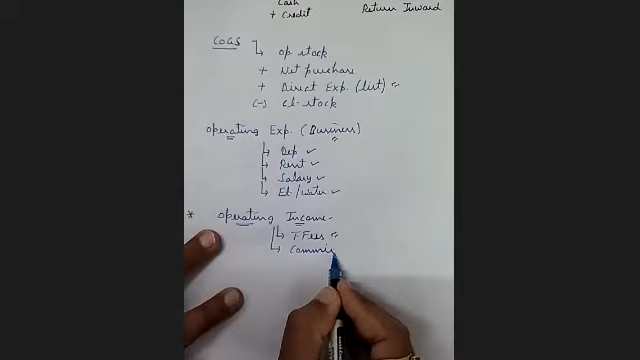 Cash
+ Credit Return Inward
COGS
op. stock
+ Net purchase
+ Direct Exp. (list)
(-) cl. stock
Operating Exp. (Business)
Dep
Rent
Salary
El/water
* Operating Income
T. Fees
Commis